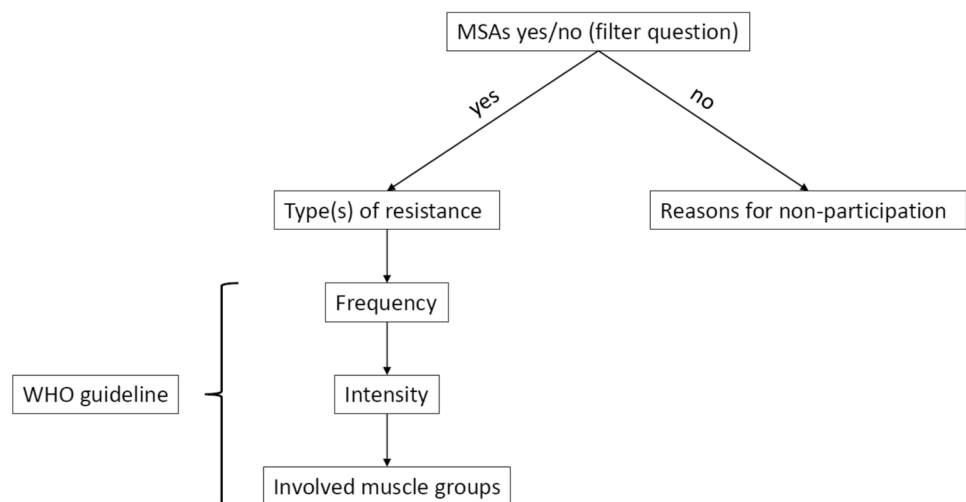 MSAs yes/no (filter question)
yes
no
Type(s) of resistance
Reasons for non-participation
Frequency
WHO guideline
Intensity
Involved muscle groups